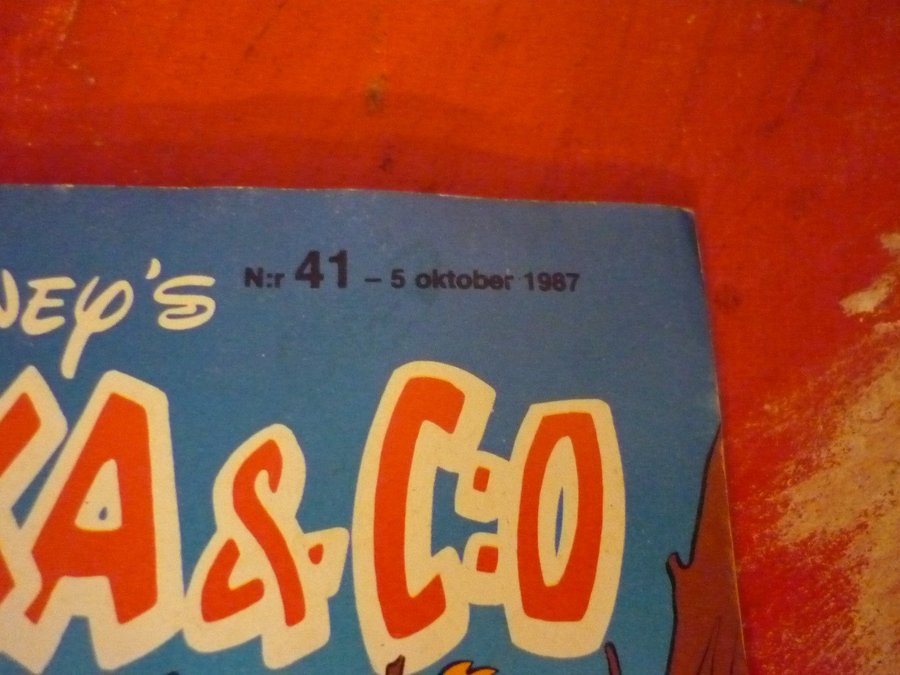 N:r 41 – 5 oktober 1987
NEY'S
KA & C:O